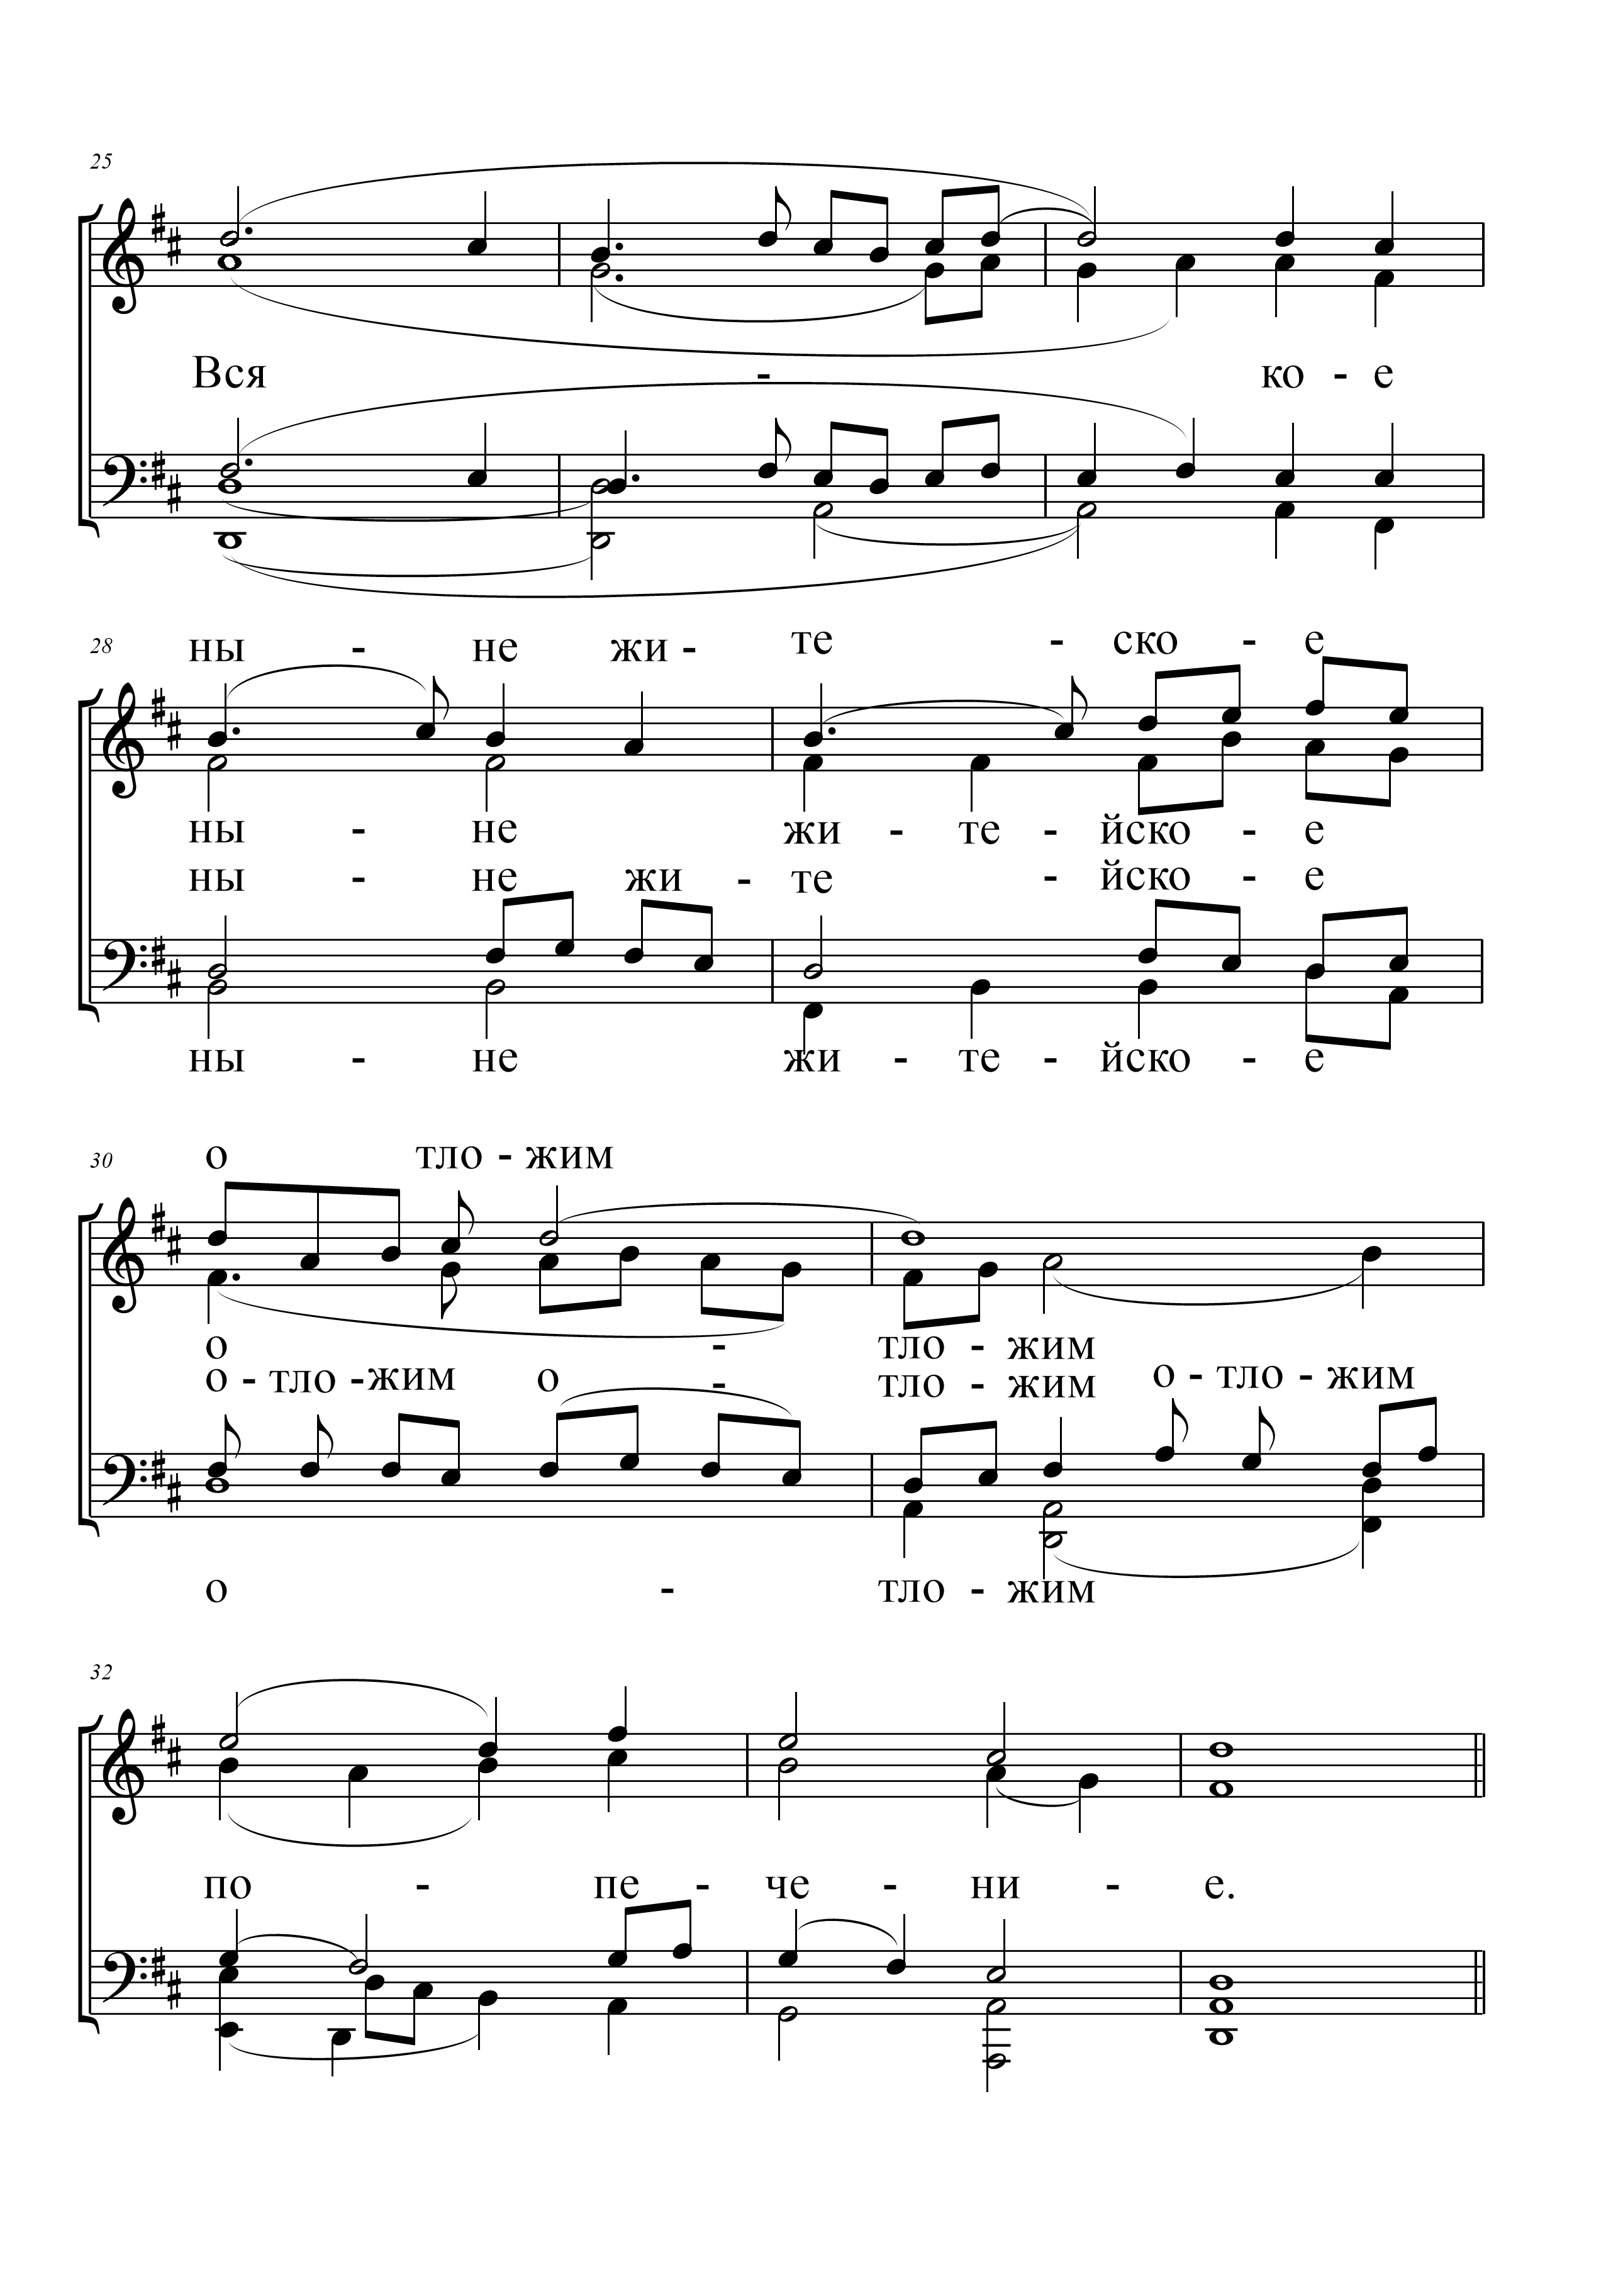 25
Вся - ко - е
28
ны - не жи - те - ско - е
ны - не жи - те - йско - е
ны - не жи - те - йско - е
ны - не жи - те - йско - е
30
о тло - жим
о - тло - жим
о - тло - жим о - тло - жим о - тло - жим
о - тло - жим
32
по - пе - че - ни - е.